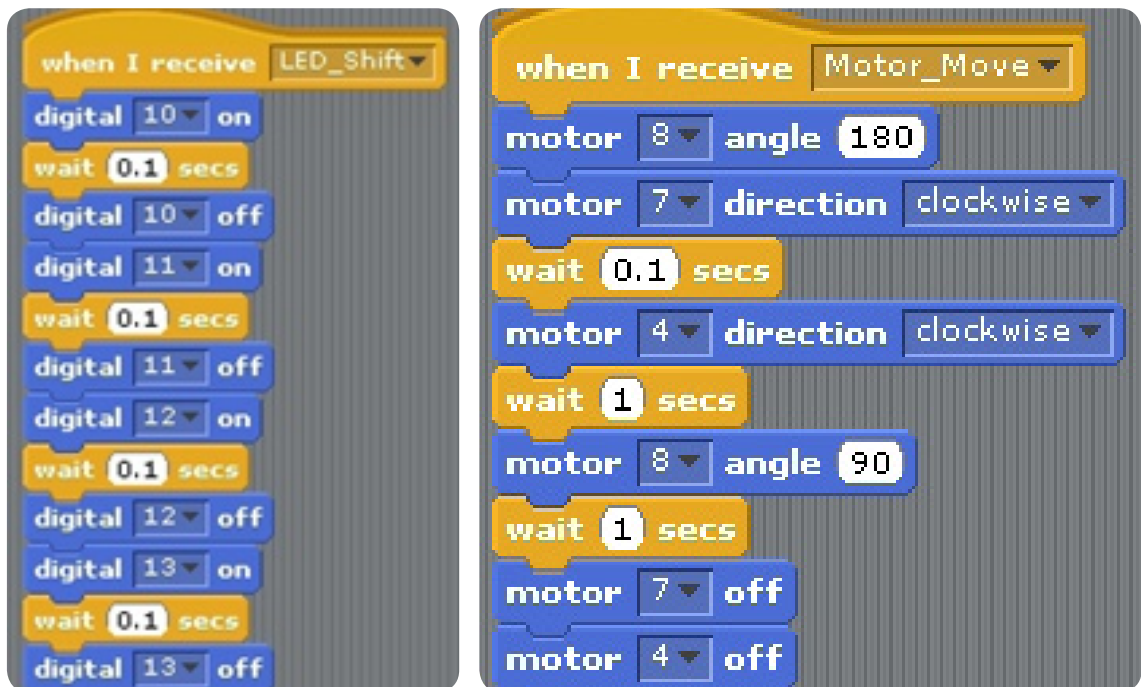 when I receive LED_Shift
digital 10 on
wait 0.1 secs
digital 10 off
digital 11 on
wait 0.1 secs
digital 11 off
digital 12 on
wait 0.1 secs
digital 12 off
digital 13 on
wait 0.1 secs
digital 13 off
when I receive Motor_Move
motor 8 angle 180
motor 7 direction clockwise
wait 0.1 secs
motor 4 direction clockwise
wait 1 secs
motor 8 angle 90
wait 1 secs
motor 7 off
motor 4 off